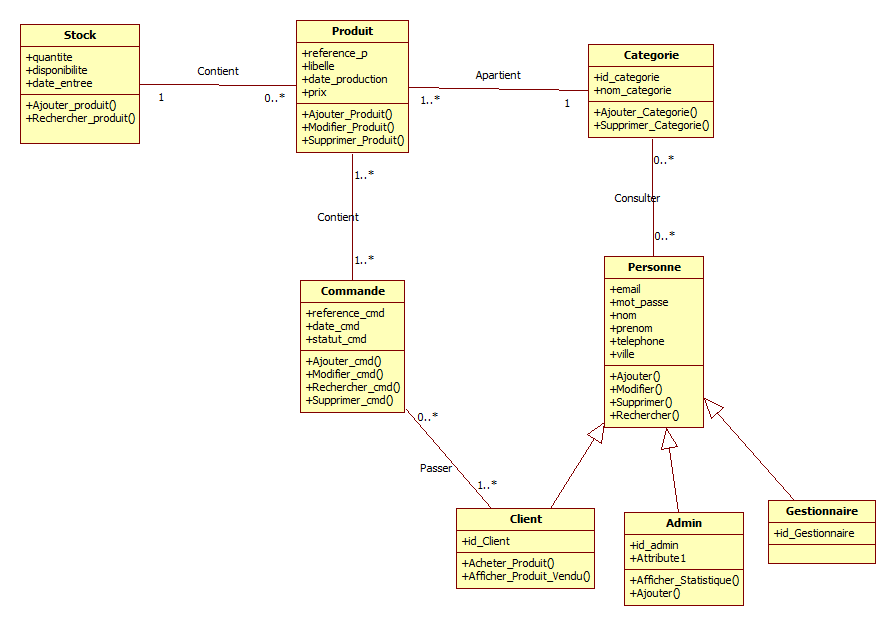 Stock
+quantite
+disponibilite
+date_entree
+Ajouter_produit()
+Rechercher_produit()
Contient
1
0..*
Produit
+reference_p
+libelle
+date_production
+prix
+Ajouter_Produit()
+Modifier_Produit()
+Supprimer_Produit()
Apartient
1..*
1
Categorie
+id_categorie
+nom_categorie
+Ajouter_Categorie()
+Supprimer_Categorie()
1..*
Contient
1..*
0..*
Consulter
0..*
Commande
+reference_cmd
+date_cmd
+statut_cmd
+Ajouter_cmd()
+Modifier_cmd()
+Rechercher_cmd()
+Supprimer_cmd()
Personne
+email
+mot_passe
+nom
+prenom
+telephone
+ville
+Ajouter()
+Modifier()
+Supprimer()
+Rechercher()
0..*
Passer
1..*
Client
+id_Client
+Acheter_Produit()
+Afficher_Produit_Vendu()
Admin
+id_admin
+Attribute1
+Afficher_Statistique()
+Ajouter()
Gestionnaire
+id_Gestionnaire